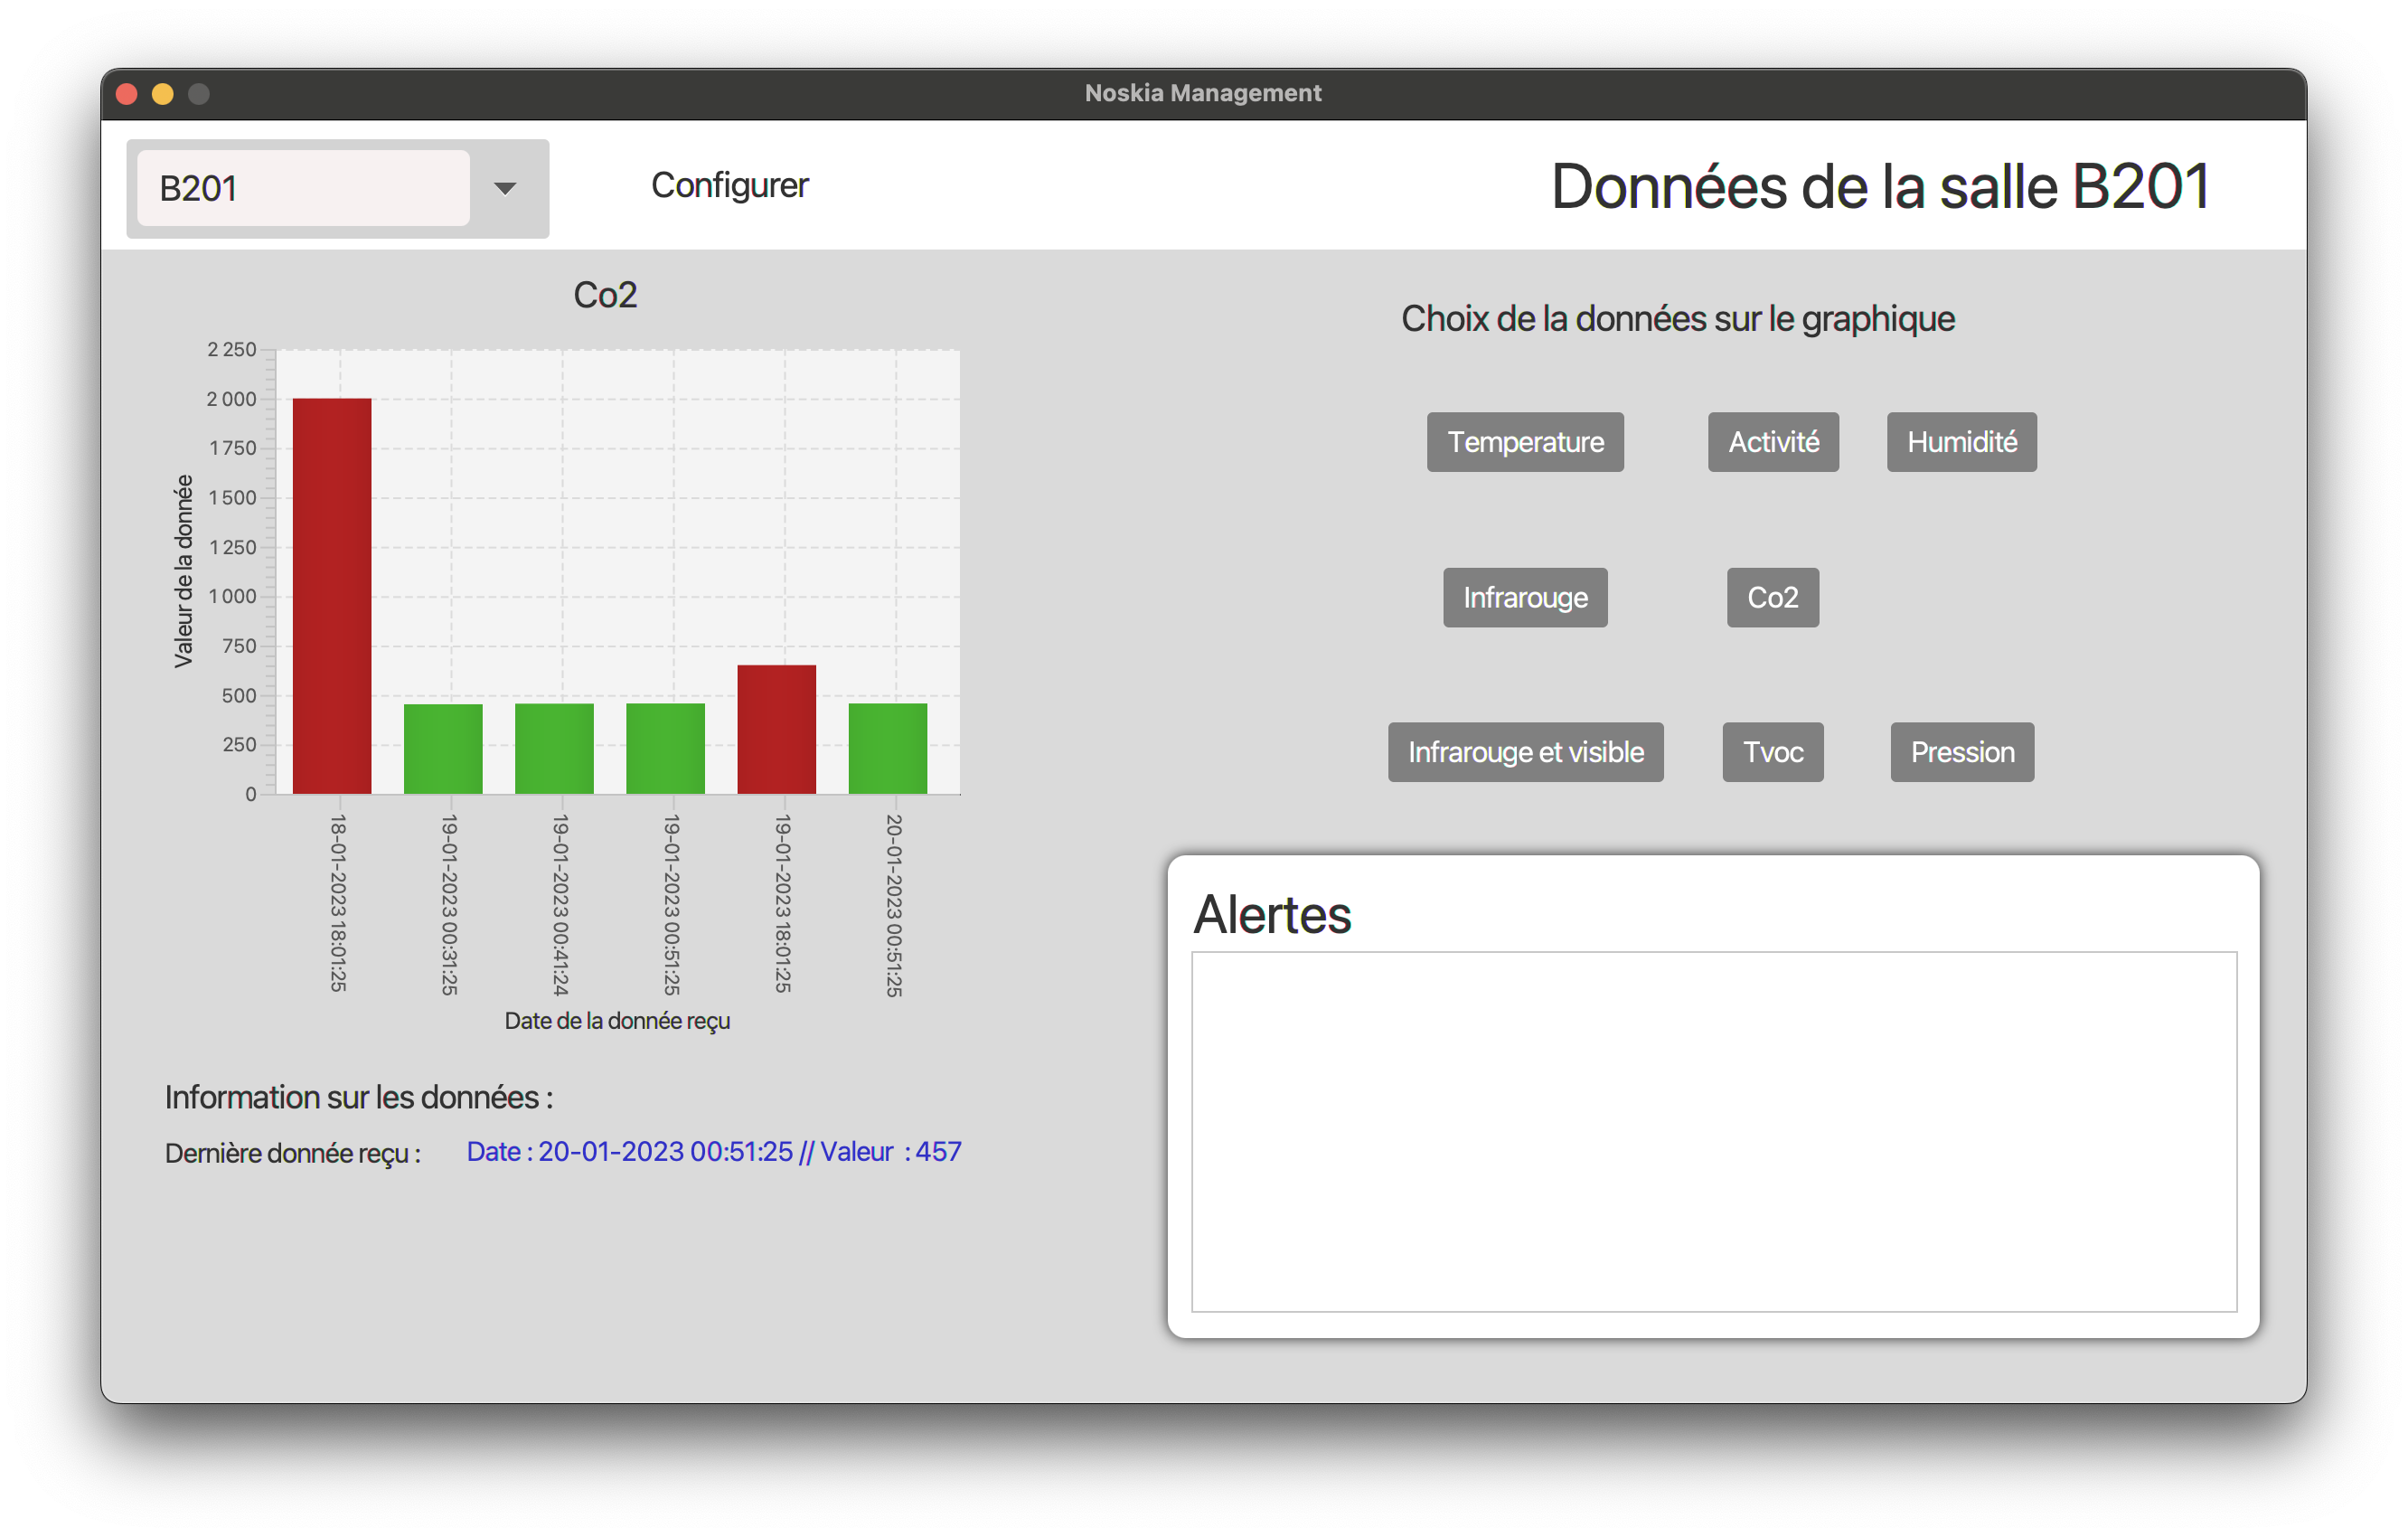 Noskia Management
B201
Configurer
Données de la salle B201
Co2
Valeur de la donnée
2 250
2 000
1 750
1 500
1 250
1 000
750
500
250
0
18-01-2023 18:01:25
19-01-2023 00:31:25
19-01-2023 00:41:24
19-01-2023 00:51:25
19-01-2023 18:01:25
20-01-2023 00:51:25
Date de la donnée reçu
Information sur les données :
Dernière donnée reçu :
Date : 20-01-2023 00:51:25 // Valeur : 457
Choix de la données sur le graphique
Temperature
Activité
Humidité
Infrarouge
Co2
Infrarouge et visible
Tvoc
Pression
Alertes